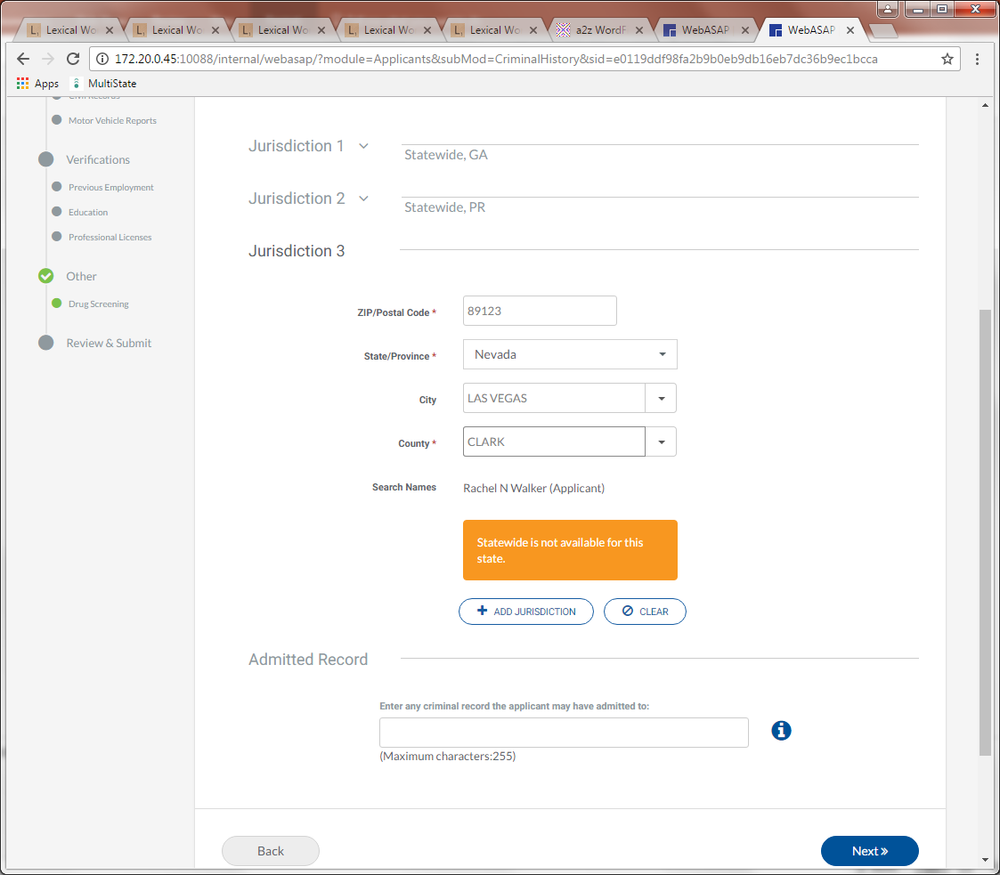 Lexical Wo
Lexical Wo
Lexical Wo
Lexical Wo
Lexical Wo
a2z WordF
WebASAP
WebASAP
172.20.0.45:10088/internal/webasap/?module=Applicants&subMod=CriminalHistory&sid=e0119ddf98fa2b9b0eb9db16eb7dc36b9ec1bcca
Apps
MultiState
Motor Vehicle Reports
Verifications
Previous Employment
Education
Professional Licenses
Other
Drug Screening
Review & Submit
Jurisdiction 1
Statewide, GA
Jurisdiction 2
Statewide, PR
Jurisdiction 3
ZIP/Postal Code * 89123
State/Province * Nevada
City LAS VEGAS
County * CLARK
Search Names Rachel N Walker (Applicant)
Statewide is not available for this
state.
ADD JURISDICTION CLEAR
Admitted Record
Enter any criminal record the applicant may have admitted to:
(Maximum characters:255)
Back
Next »